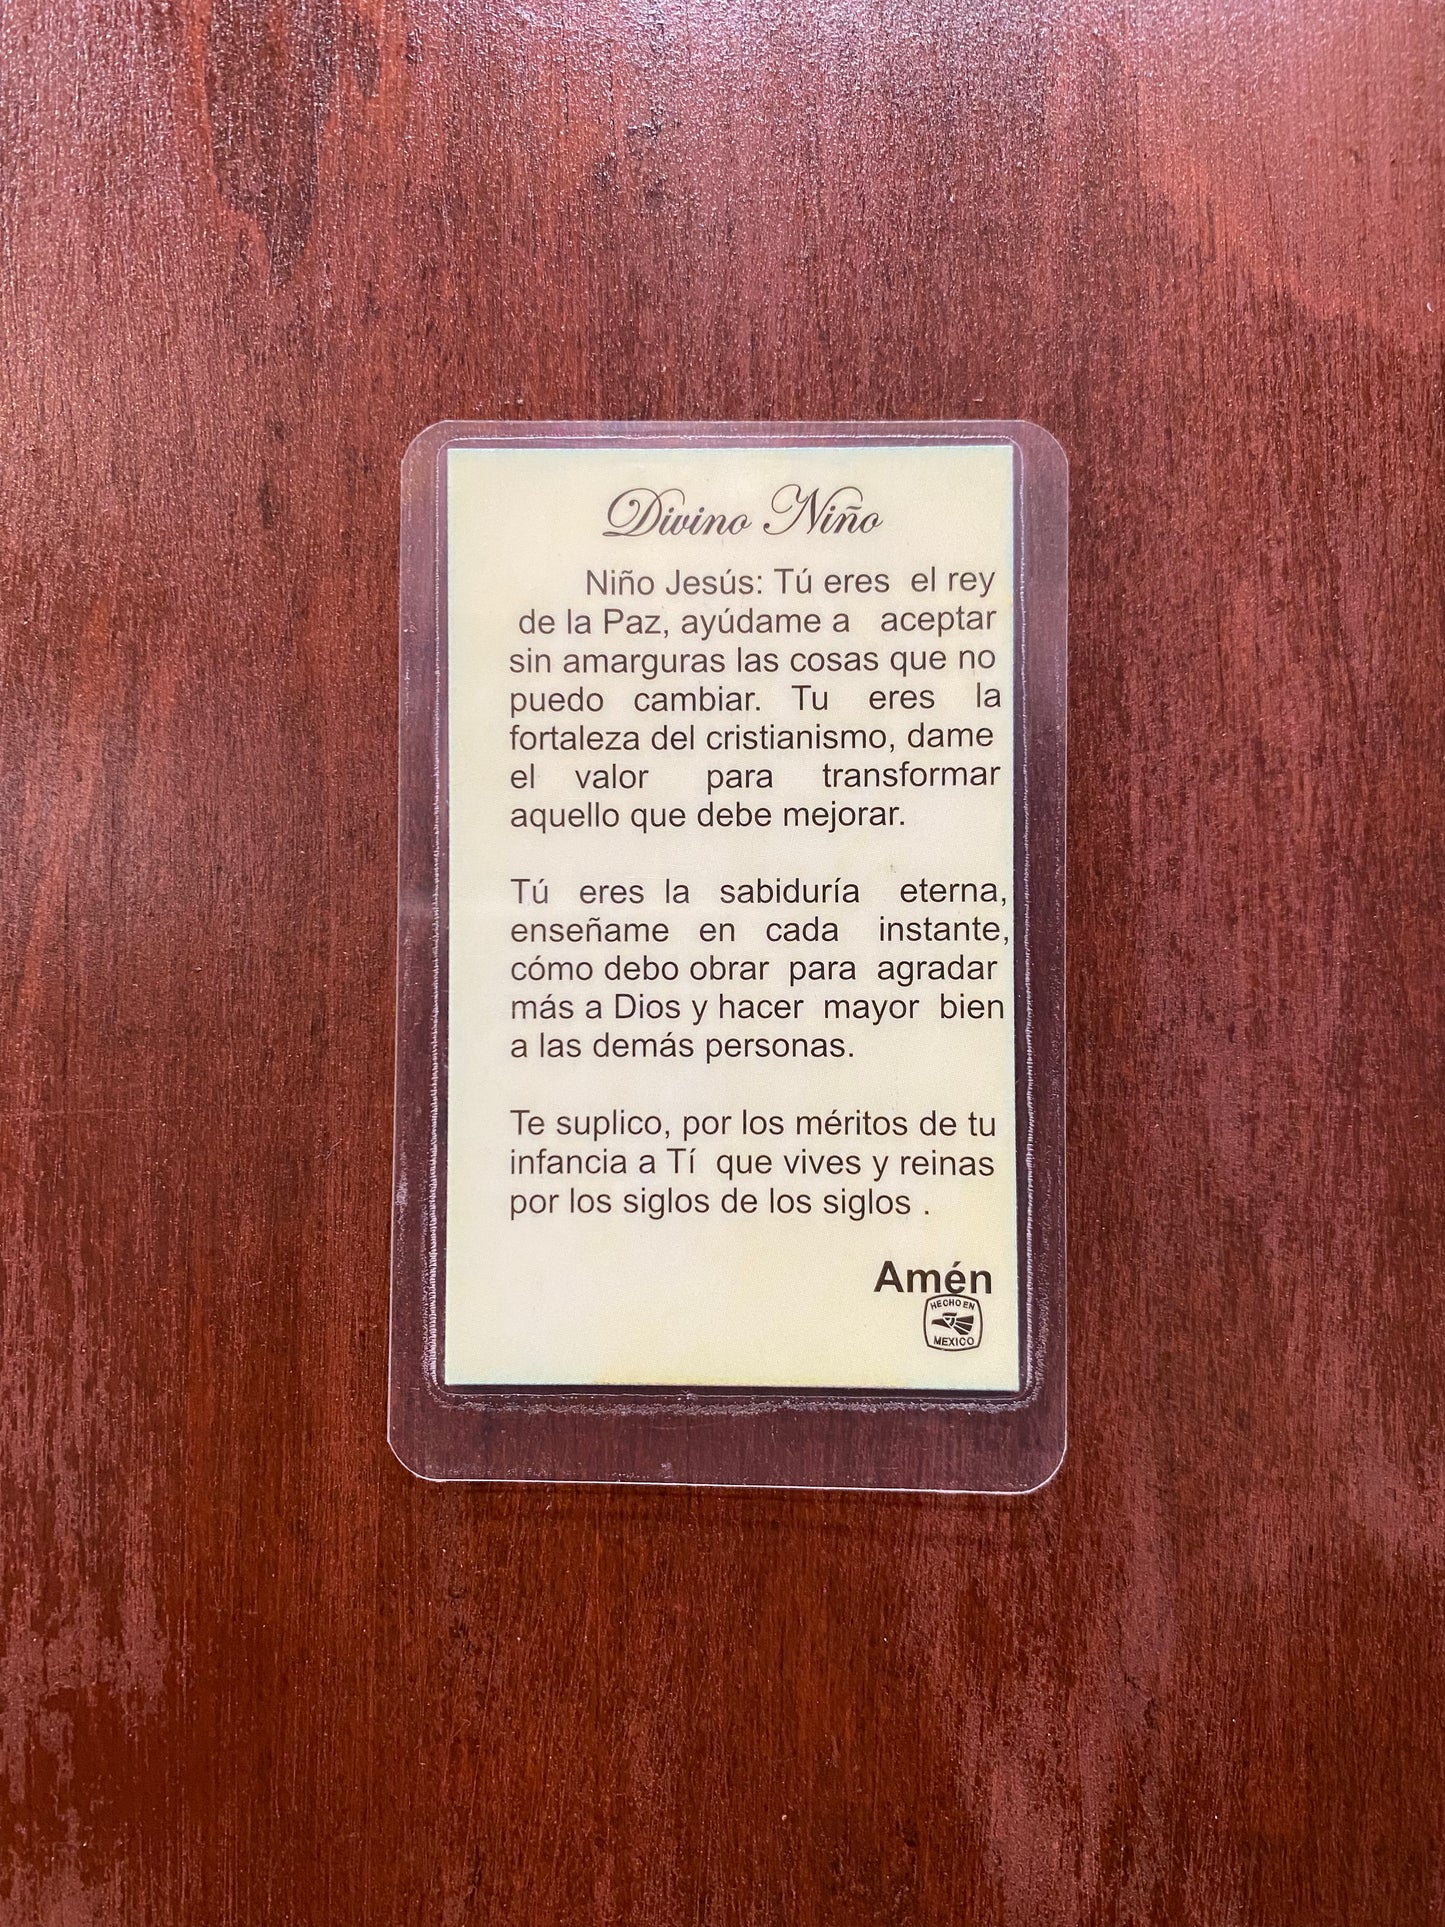 Divino Niño
Niño Jesús: Tú eres el rey
de la Paz, ayúdame a aceptar
sin amarguras las cosas que no
puedo cambiar. Tu eres la
fortaleza del cristianismo, dame
el valor para transformar
aquello que debe mejorar.
Tú eres la sabiduría eterna,
enseñame en cada instante,
cómo debo obrar para agradar
más a Dios y hacer mayor bien
a las demás personas.
Te suplico, por los méritos de tu
infancia a Tí que vives y reinas
por los siglos de los siglos .
Amén
HECHO EN
MEXICO